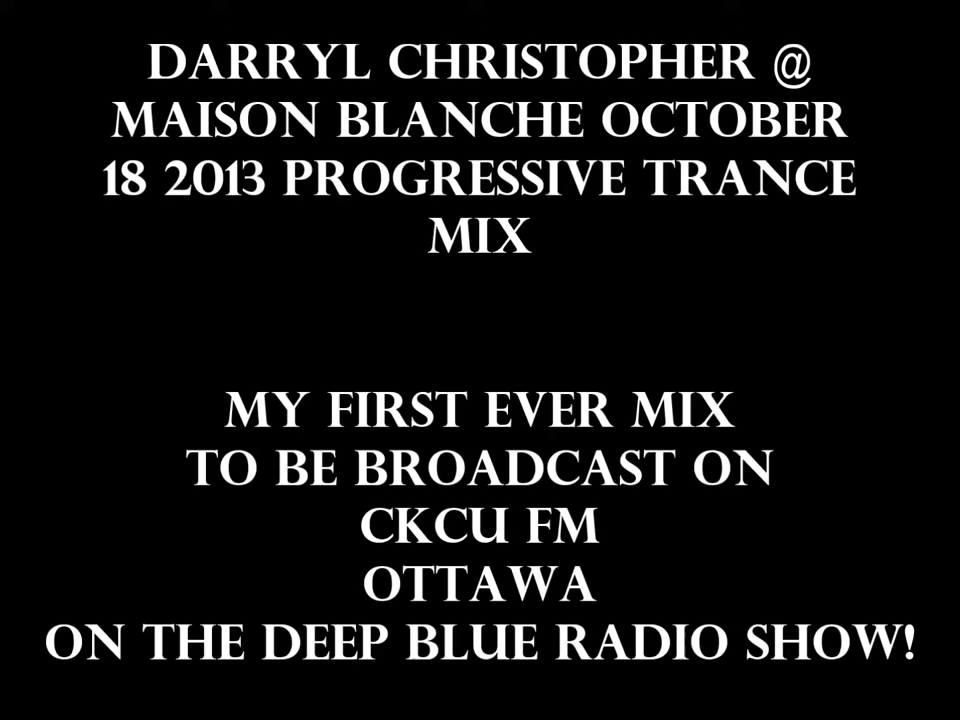 DARRYL CHRISTOPHER @
MAISON BLANCHE OCTOBER
18 2013 PROGRESSIVE TRANCE
MIX
MY FIRST EVER MIX
TO BE BROADCAST ON
CKCU FM
OTTAWA
ON THE DEEP BLUE RADIO SHOW!